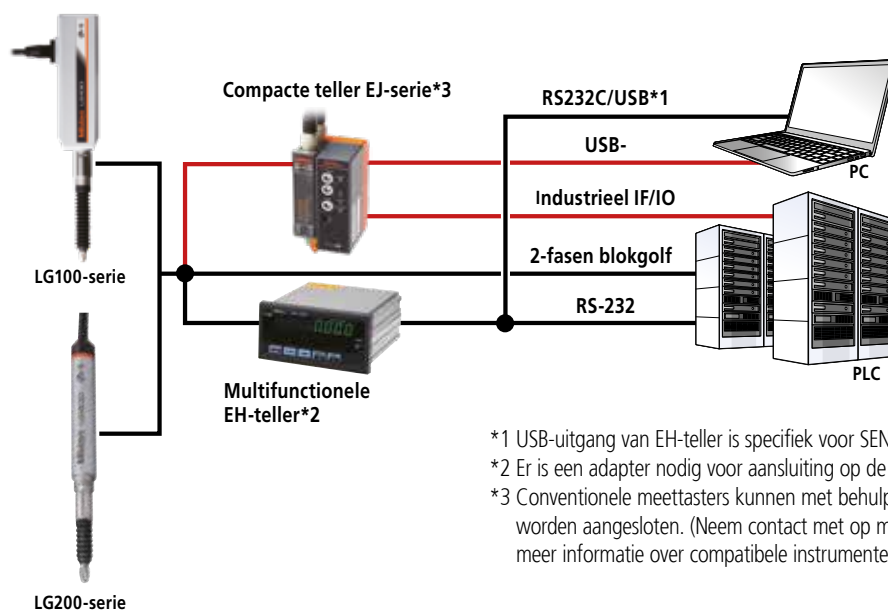 Compacte teller EJ-serie*3
RS232C/USB*1
USB-
PC
Industrieel IF/IO
LG100-serie
2-fasen blokgolf
RS-232
PLC
Multifunctionele
EH-teller*2
*1 USB-uitgang van EH-teller is specifiek voor SEN
*2 Er is een adapter nodig voor aansluiting op de
*3 Conventionele meettasters kunnen met behulp
worden aangesloten. (Neem contact met op m
meer informatie over compatibele instrumente
LG200-serie